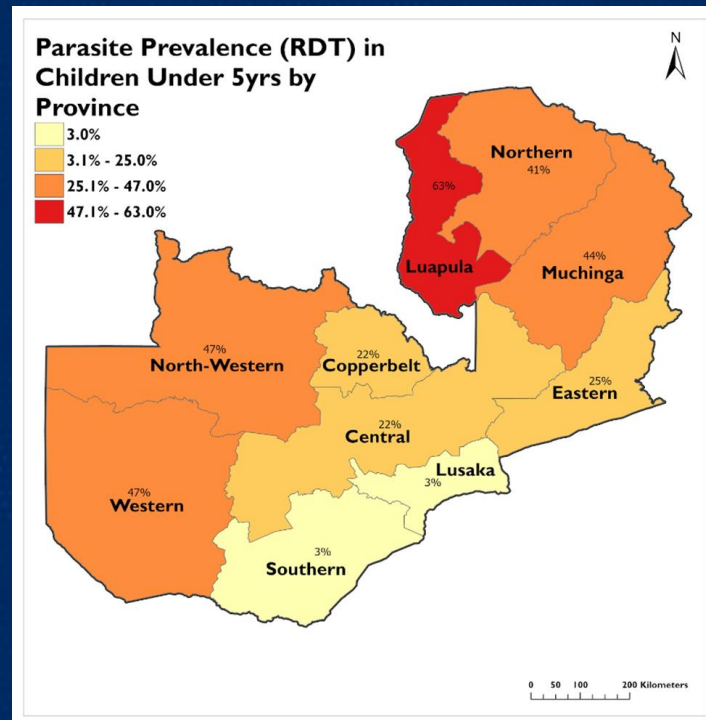 Parasite Prevalence (RDT) in
Children Under 5yrs by
Province
3.0%
3.1% - 25.0%
25.1% - 47.0%
47.1% - 63.0%
N
Northern
41%
63%
Luapula
44%
Muchinga
47%
North-Western
22%
Copperbelt
25%
Eastern
22%
Central
Lusaka
3%
47%
Western
3%
Southern
0 50 100 200 Kilometers